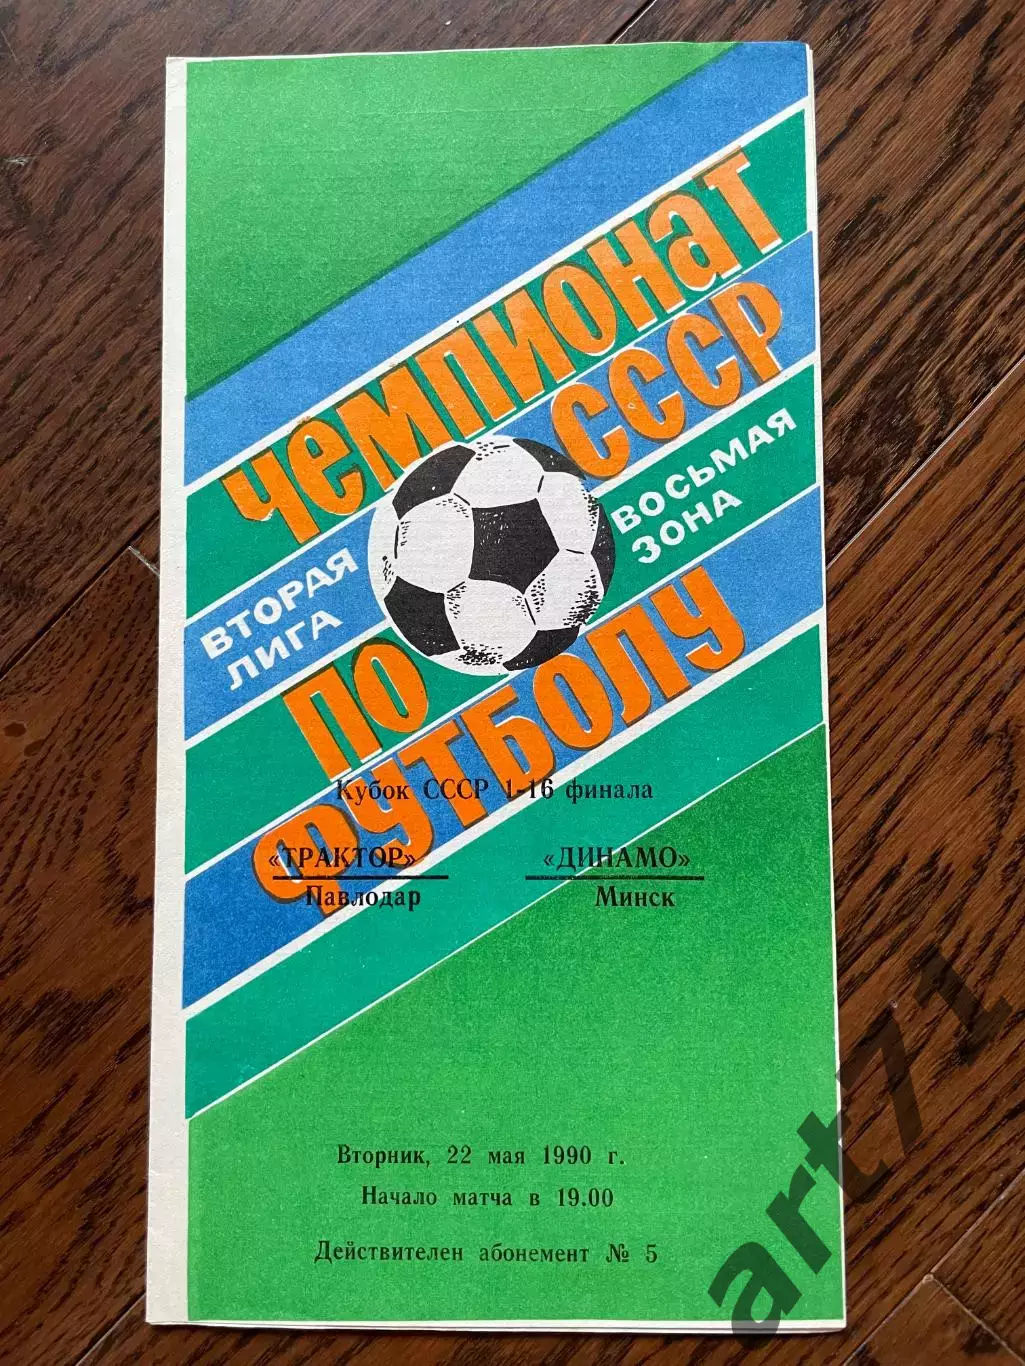 ЧЕМПИОНАТ
СССР
ВТОРАЯ
ЛИГА
ВОСЬМАЯ
ЗОНА
ПО
ФУТБОЛУ
Кубок СССР 1-16 финала
«ТРАКТОР» «ДИНАМО»
Павлодар Минск
Вторник, 22 мая 1990 г.
Начало матча в 19.00
Действителен абонемент № 5
art71